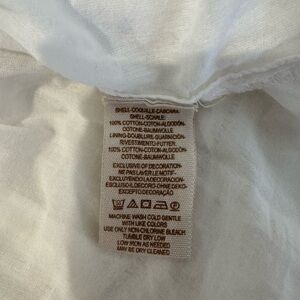 SHELL-COQUILLE-CASCARA-
SHELL-SCHALE:
100% COTTON-COTON-ALGODÓN-
COTONE-BAUMWOLLE
LINING-DOUBLURE-GUARNICIÓN-
RIVESTIMENTO-FUTTER:
100% COTTON-COTON-ALGODÓN-
COTONE-BAUMWOLLE
EXCLUSIVE OF DECORATION-
NE PAS LAVER LE MOTIF-
EXCLUYENDO LA DECORACION-
ESCLUSO IL DECORO-OHNE DEKO-
EXCEPTO DECORAÇÃO
MACHINE WASH COLD GENTLE
WITH LIKE COLORS
USE ONLY NON-CHLORINE BLEACH
TUMBLE DRY LOW
LOW IRON AS NEEDED
MAY BE DRY CLEANED